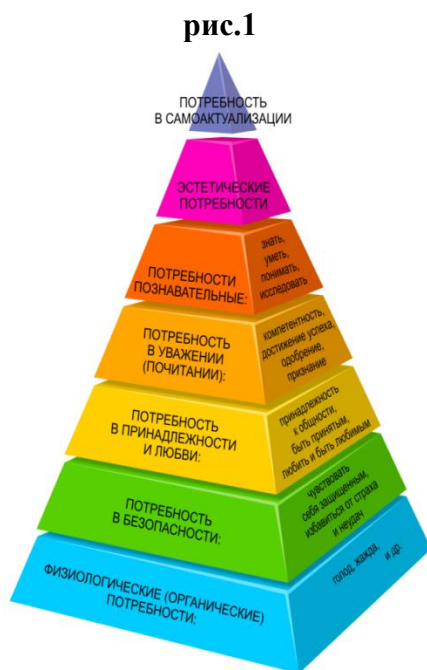 рис.1
ПОТРЕБНОСТЬ
В САМОАКТУАЛИЗАЦИИ
ЭСТЕТИЧЕСКИЕ
ПОТРЕБНОСТИ
ПОТРЕБНОСТИ
ПОЗНАВАТЕЛЬНЫЕ:
знать,
уметь,
понимать,
исследовать
ПОТРЕБНОСТЬ
В УВАЖЕНИИ
(ПОЧИТАНИИ):
компетентность,
достижение успеха,
одобрение,
признание
ПОТРЕБНОСТЬ
В ПРИНАДЛЕЖНОСТИ
И ЛЮБВИ:
принадлежность
к общности,
быть принятым,
любить и быть любимым
ПОТРЕБНОСТЬ
В БЕЗОПАСНОСТИ:
чувствовать
себя защищенным,
избавиться от страха
и неудач
ФИЗИОЛОГИЧЕСКИЕ (ОРГАНИЧЕСКИЕ)
ПОТРЕБНОСТИ:
голод, жажда,
и др.